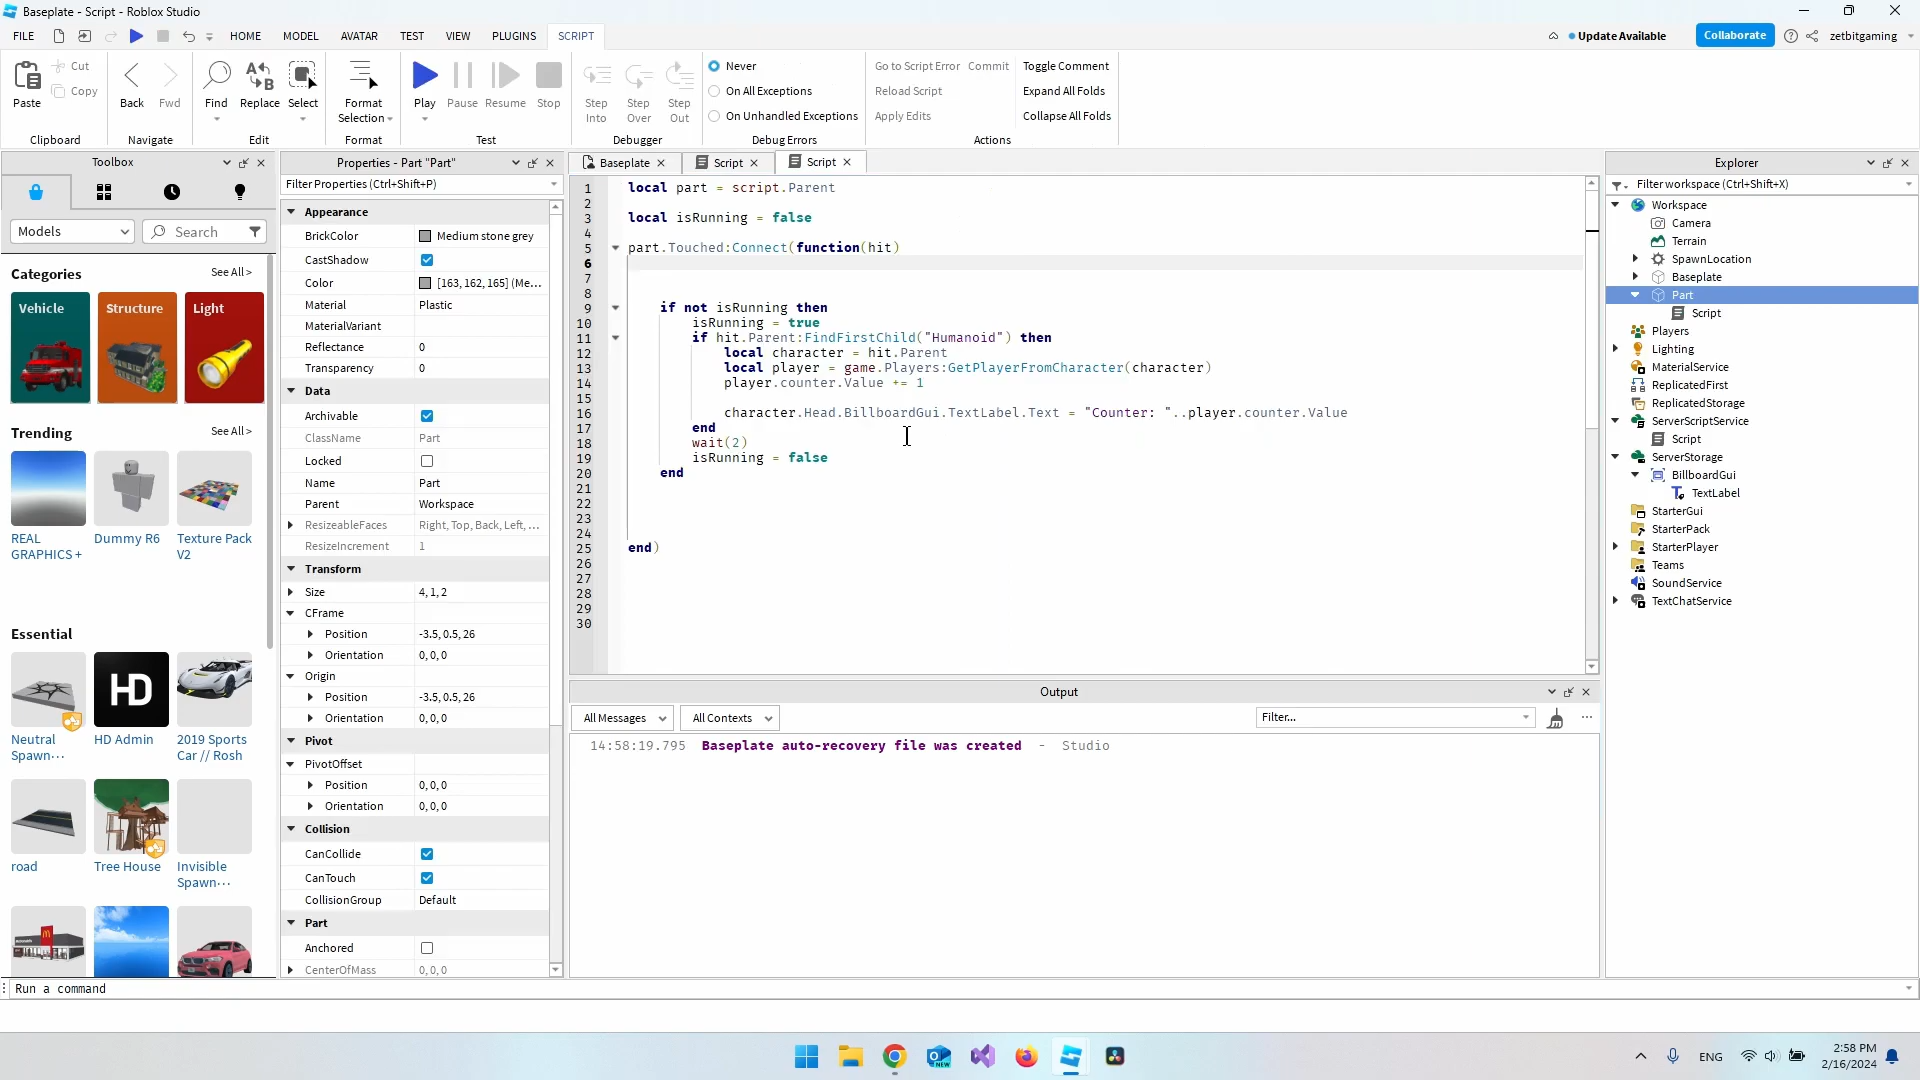 Baseplate - Script - Roblox Studio
FILE HOME MODEL AVATAR TEST VIEW PLUGINS SCRIPT Update Available Collaborate zetbitgaming
Paste Cut Copy Clipboard
Back Fwd Navigate
Find Replace Select Edit
Format Selection Format
Play Pause Resume Stop Test
Step Into Step Over Step Out Debugger
Never
On All Exceptions
On Unhandled Exceptions
Debug Errors
Go to Script Error Commit Toggle Comment
Reload Script Expand All Folds
Apply Edits Collapse All Folds
Actions
Toolbox
Models Search
Categories See All >
Vehicle Structure Light
Trending See All >
REAL GRAPHICS + Dummy R6 Texture Pack V2
Essential
HD
Neutral Spawn··· HD Admin 2019 Sports Car // Rosh
road Tree House Invisible Spawn···
Properties - Part "Part"
Filter Properties (Ctrl+Shift+P)
Appearance
BrickColor Medium stone grey
CastShadow
Color [163, 162, 165] (Me...
Material Plastic
MaterialVariant
Reflectance 0
Transparency 0
Data
Archivable
ClassName Part
Locked
Name Part
Parent Workspace
ResizeableFaces Right, Top, Back, Left, ...
ResizeIncrement 1
Transform
Size 4, 1, 2
CFrame
Position -3.5, 0.5, 26
Orientation 0, 0, 0
Origin
Position -3.5, 0.5, 26
Orientation 0, 0, 0
Pivot
PivotOffset
Position 0, 0, 0
Orientation 0, 0, 0
Collision
CanCollide
CanTouch
CollisionGroup Default
Part
Anchored
CenterOfMass 0, 0, 0
Baseplate Script Script
1 local part = script.Parent
2
3 local isRunning = false
4
5 part.Touched:Connect(function(hit)
6
7
8
9 if not isRunning then
10 isRunning = true
11 if hit.Parent:FindFirstChild("Humanoid") then
12 local character = hit.Parent
13 local player = game.Players:GetPlayerFromCharacter(character)
14 player.counter.Value += 1
15
16 character.Head.BillboardGui.TextLabel.Text = "Counter: "..player.counter.Value
17 end
18 wait(2)
19 isRunning = false
20 end
21
22
23
24
25 end)
26
27
28
29
30
Output
All Messages All Contexts Filter...
14:58:19.795 Baseplate auto-recovery file was created - Studio
Explorer
Filter workspace (Ctrl+Shift+X)
Workspace
Camera
Terrain
SpawnLocation
Baseplate
Part
Script
Players
Lighting
MaterialService
ReplicatedFirst
ReplicatedStorage
ServerScriptService
Script
ServerStorage
BillboardGui
TextLabel
StarterGui
StarterPack
StarterPlayer
Teams
SoundService
TextChatService
Run a command
NEW
ENG
2:58 PM
2/16/2024